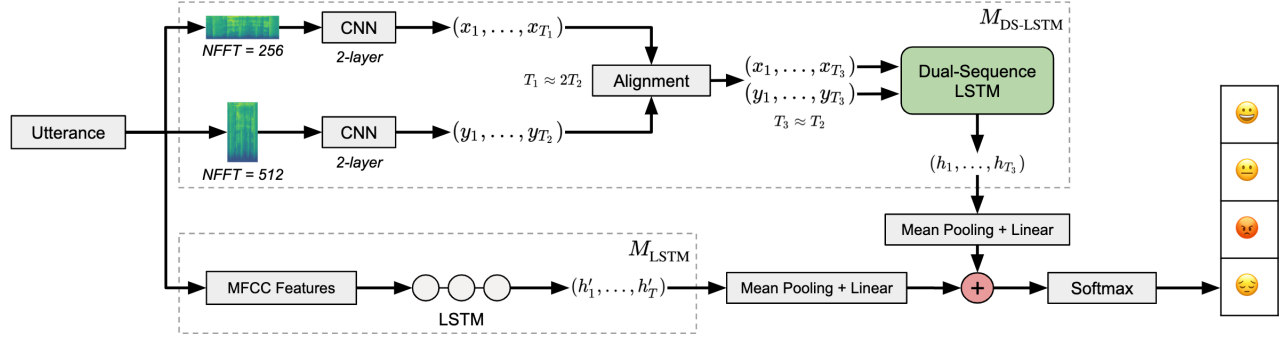 M_DS-LSTM
NFFT = 256
CNN
2-layer
(x_1, . . . , x_{T_1})
T_1 ≈ 2T_2
Alignment
(x_1, . . . , x_{T_3})
(y_1, . . . , y_{T_3})
T_3 ≈ T_2
Dual-Sequence
LSTM
Utterance
NFFT = 512
CNN
2-layer
(y_1, . . . , y_{T_2})
(h_1, . . . , h_{T_3})
Mean Pooling + Linear
M_LSTM
MFCC Features
LSTM
(h'_1, . . . , h'_T)
Mean Pooling + Linear
+
Softmax